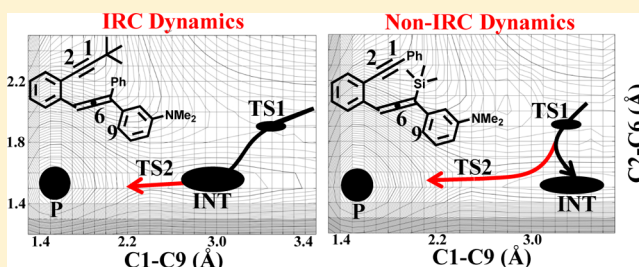 IRC Dynamics
Non-IRC Dynamics
2.2
1.8
1.4
1
2
Ph
6
9
NMe2
TS1
TS2
INT
P
1.4
2.2
3.0
3.4
C1-C9 (Å)
1
2
Ph
Si
6
9
NMe2
TS1
TS2
INT
P
1.4
2.2
3.0
C1-C9 (Å)
C2-C6 (Å)